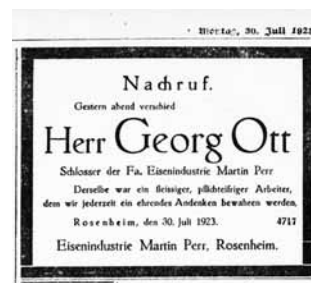 Montag, 30. Juli 192
Nachruf.
Gestern abend verschied
Herr Georg Ott
Schlosser der Fa. Eisenindustrie Martin Perr
Derselbe war ein fleissiger, pflichteifriger Arbeiter,
dem wir jederzeit ein ehrendes Andenken bewahren werden.
Rosenheim, den 30. Juli 1923. 4717
Eisenindustrie Martin Perr, Rosenheim.